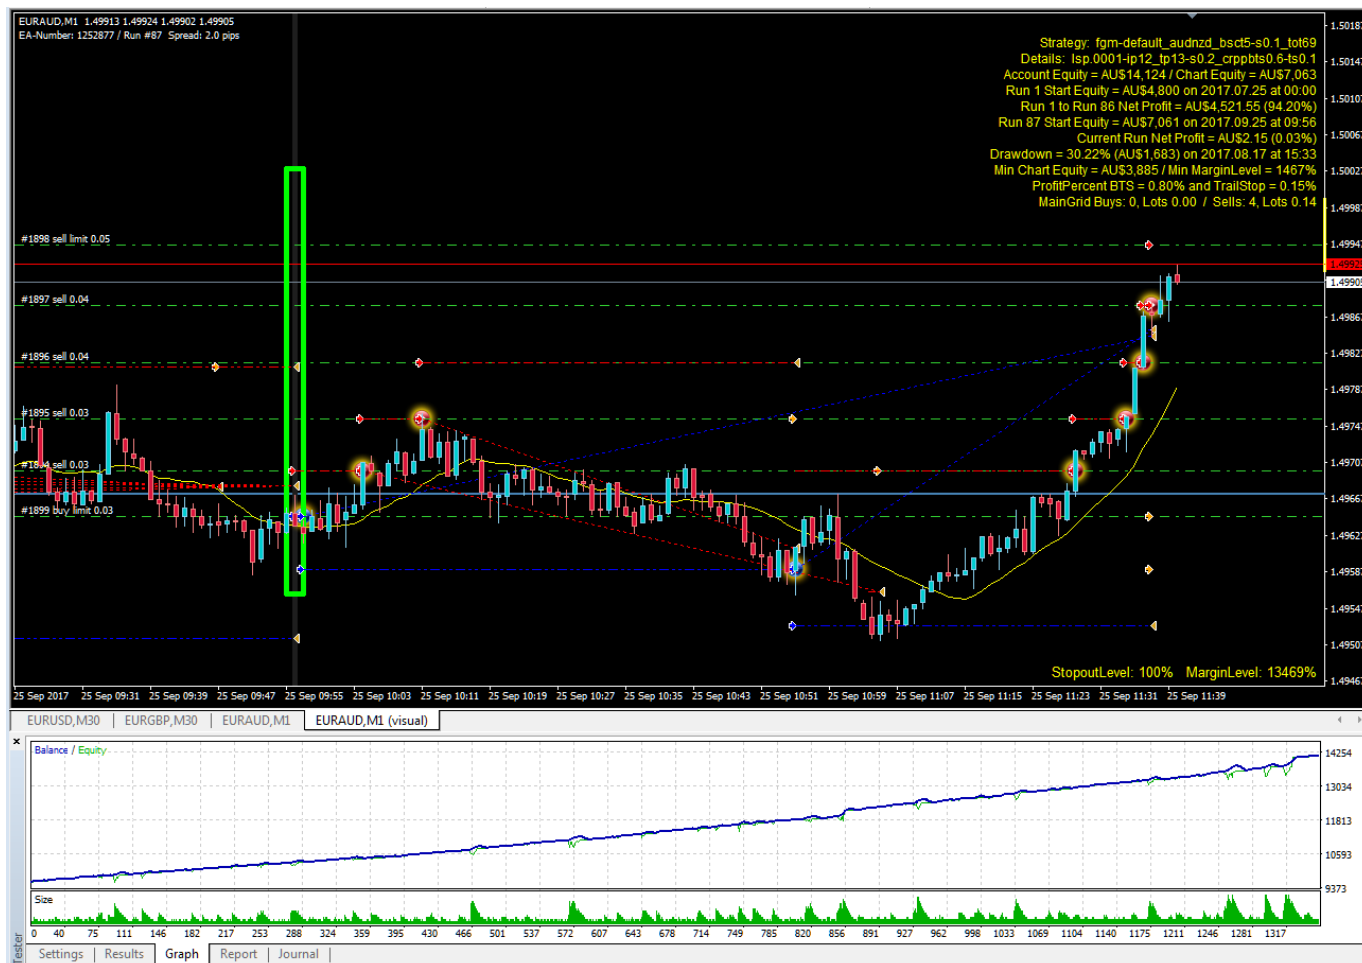 EURAUD,M1 1.49913 1.49924 1.49902 1.49905
EA-Number: 1252877 / Run #87 Spread: 2.0 pips
Strategy: fgm-default_audnzd_bsct5-s0.1_tot69
Details: lsp.0001-ip12_tp13-s0.2_crppbts0.6-ts0.1
Account Equity = AU$14,124 / Chart Equity = AU$7,063
Run 1 Start Equity = AU$4,800 on 2017.07.25 at 00:00
Run 1 to Run 86 Net Profit = AU$4,521.55 (94.20%)
Run 87 Start Equity = AU$7,061 on 2017.09.25 at 09:56
Current Run Net Profit = AU$2.15 (0.03%)
Drawdown = 30.22% (AU$1,683) on 2017.08.17 at 15:33
Min Chart Equity = AU$3,885 / Min MarginLevel = 1467%
ProfitPercent BTS = 0.80% and TrailStop = 0.15%
MainGrid Buys: 0, Lots 0.00 / Sells: 4, Lots 0.14
1.50187
1.50147
1.50107
1.50067
1.50027
1.49987
1.49947
1.49925
1.49905
1.49867
1.49827
1.49787
1.49747
1.49707
1.49667
1.49627
1.49587
1.49547
1.49507
1.49467
#1898 sell limit 0.05
#1897 sell 0.04
#1896 sell 0.04
#1895 sell 0.03
#1894 sell 0.03
#1899 buy limit 0.03
StopoutLevel: 100% MarginLevel: 13469%
25 Sep 2017 25 Sep 09:31 25 Sep 09:39 25 Sep 09:47 25 Sep 09:55 25 Sep 10:03 25 Sep 10:11 25 Sep 10:19 25 Sep 10:27 25 Sep 10:35 25 Sep 10:43 25 Sep 10:51 25 Sep 10:59 25 Sep 11:07 25 Sep 11:15 25 Sep 11:23 25 Sep 11:31 25 Sep 11:39
EURUSD,M30 EURGBP,M30 EURAUD,M1 EURAUD,M1 (visual)
Balance / Equity
14254
13034
11813
10593
9373
Size
0 40 75 111 146 182 217 253 288 324 359 395 430 466 501 537 572 607 643 678 714 749 785 820 856 891 927 962 998 1033 1069 1104 1140 1175 1211 1246 1281 1317
Tester
Settings Results Graph Report Journal